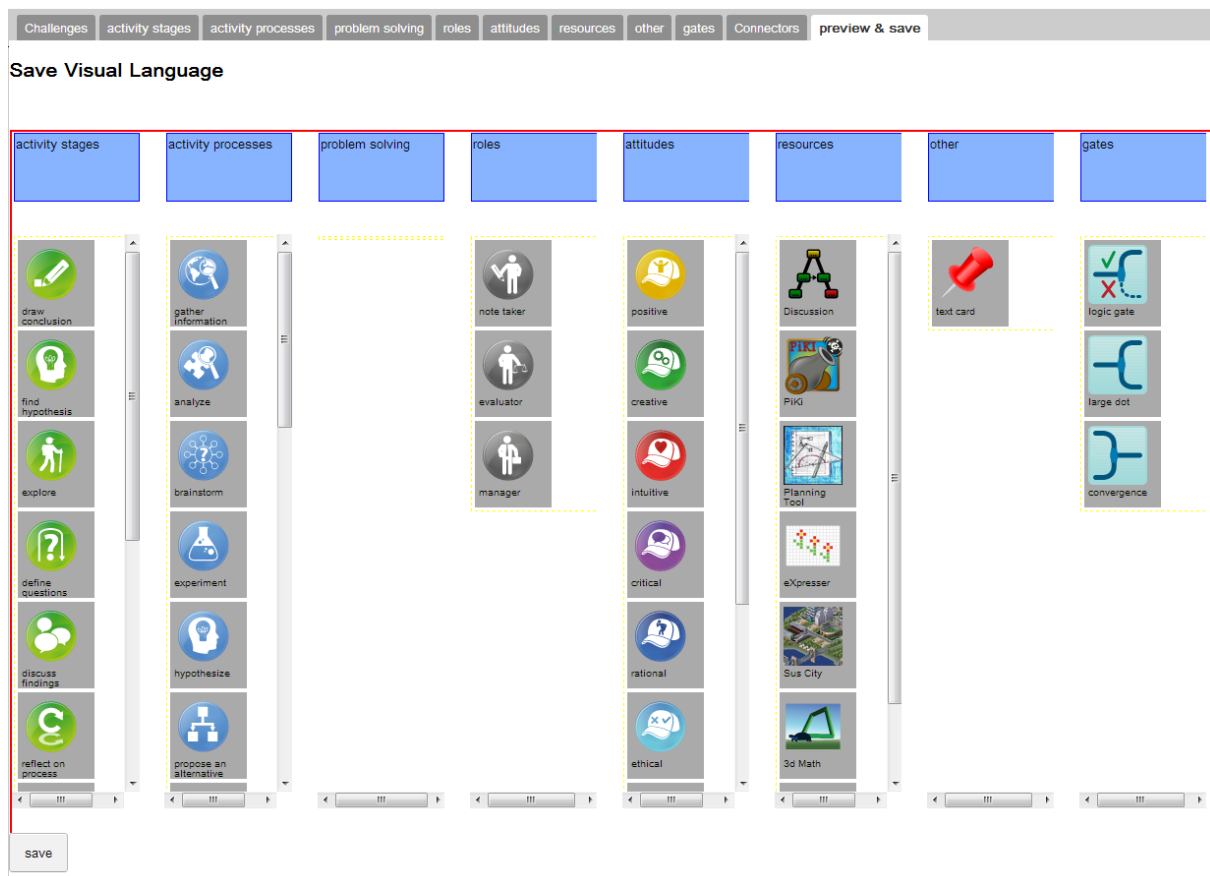 Challenges activity stages activity processes problem solving roles attitudes resources other gates Connectors preview & save
Save Visual Language
activity stages activity processes problem solving roles attitudes resources other gates
draw
conclusion
find
hypothesis
explore
define
questions
discuss
findings
reflect on
process
gather
information
analyze
brainstorm
experiment
hypothesize
propose an
alternative
note taker
evaluator
manager
positive
creative
intuitive
critical
rational
ethical
Discussion
PiKI
PiKi
Planning
Tool
eXpresser
Sus City
3d Math
text card
logic gate
large dot
convergence
save